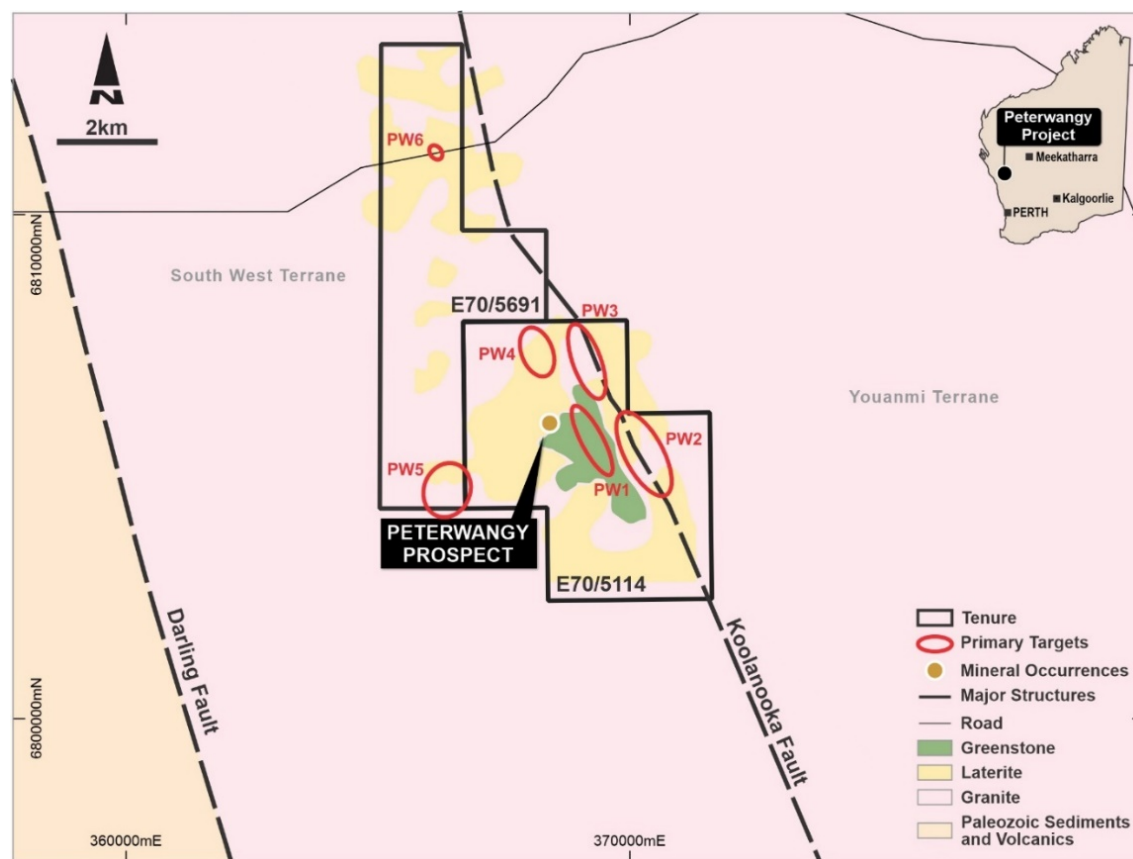 N
2km
PW6
6810000mN
South West Terrane
E70/5691
PW3
PW4
Youanmi Terrane
PW2
PW5
PW1
PETERWANGY
PROSPECT
E70/5114
Darling Fault
Koolanooka Fault
6800000mN
360000mE
370000mE
Peterwangy
Project
Meekatharra
Kalgoorlie
PERTH
Tenure
Primary Targets
Mineral Occurrences
Major Structures
Road
Greenstone
Laterite
Granite
Paleozoic Sediments
and Volcanics